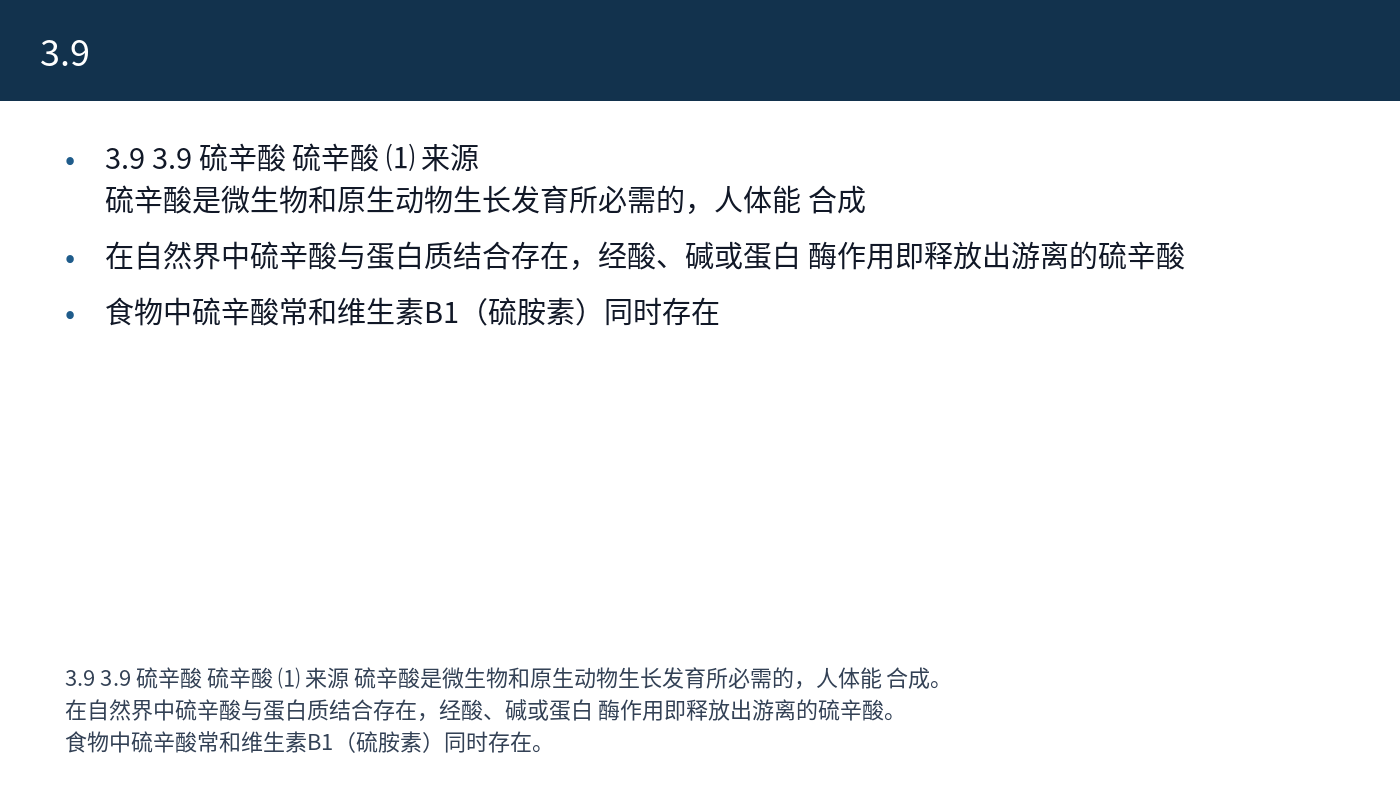 3.9
• 3.9 3.9 硫辛酸 硫辛酸 ⑴ 来源
硫辛酸是微生物和原生动物生长发育所必需的，人体能 合成
• 在自然界中硫辛酸与蛋白质结合存在，经酸、碱或蛋白 酶作用即释放出游离的硫辛酸
• 食物中硫辛酸常和维生素B1（硫胺素）同时存在
3.9 3.9 硫辛酸 硫辛酸 ⑴ 来源 硫辛酸是微生物和原生动物生长发育所必需的，人体能 合成。
在自然界中硫辛酸与蛋白质结合存在，经酸、碱或蛋白 酶作用即释放出游离的硫辛酸。
食物中硫辛酸常和维生素B1（硫胺素）同时存在。